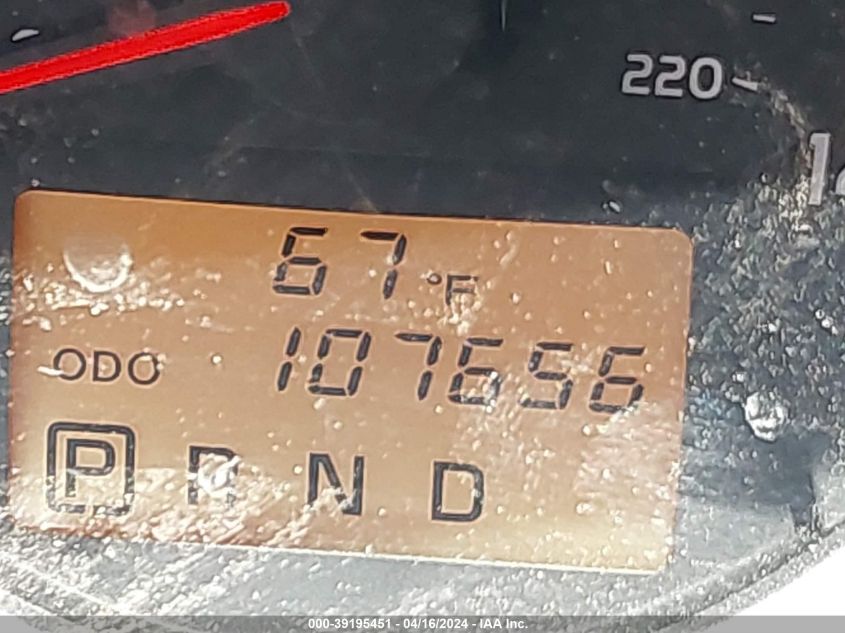 220
67 °F
ODO 107656
P R N D
000-39195451 - 04/16/2024 - IAA Inc.